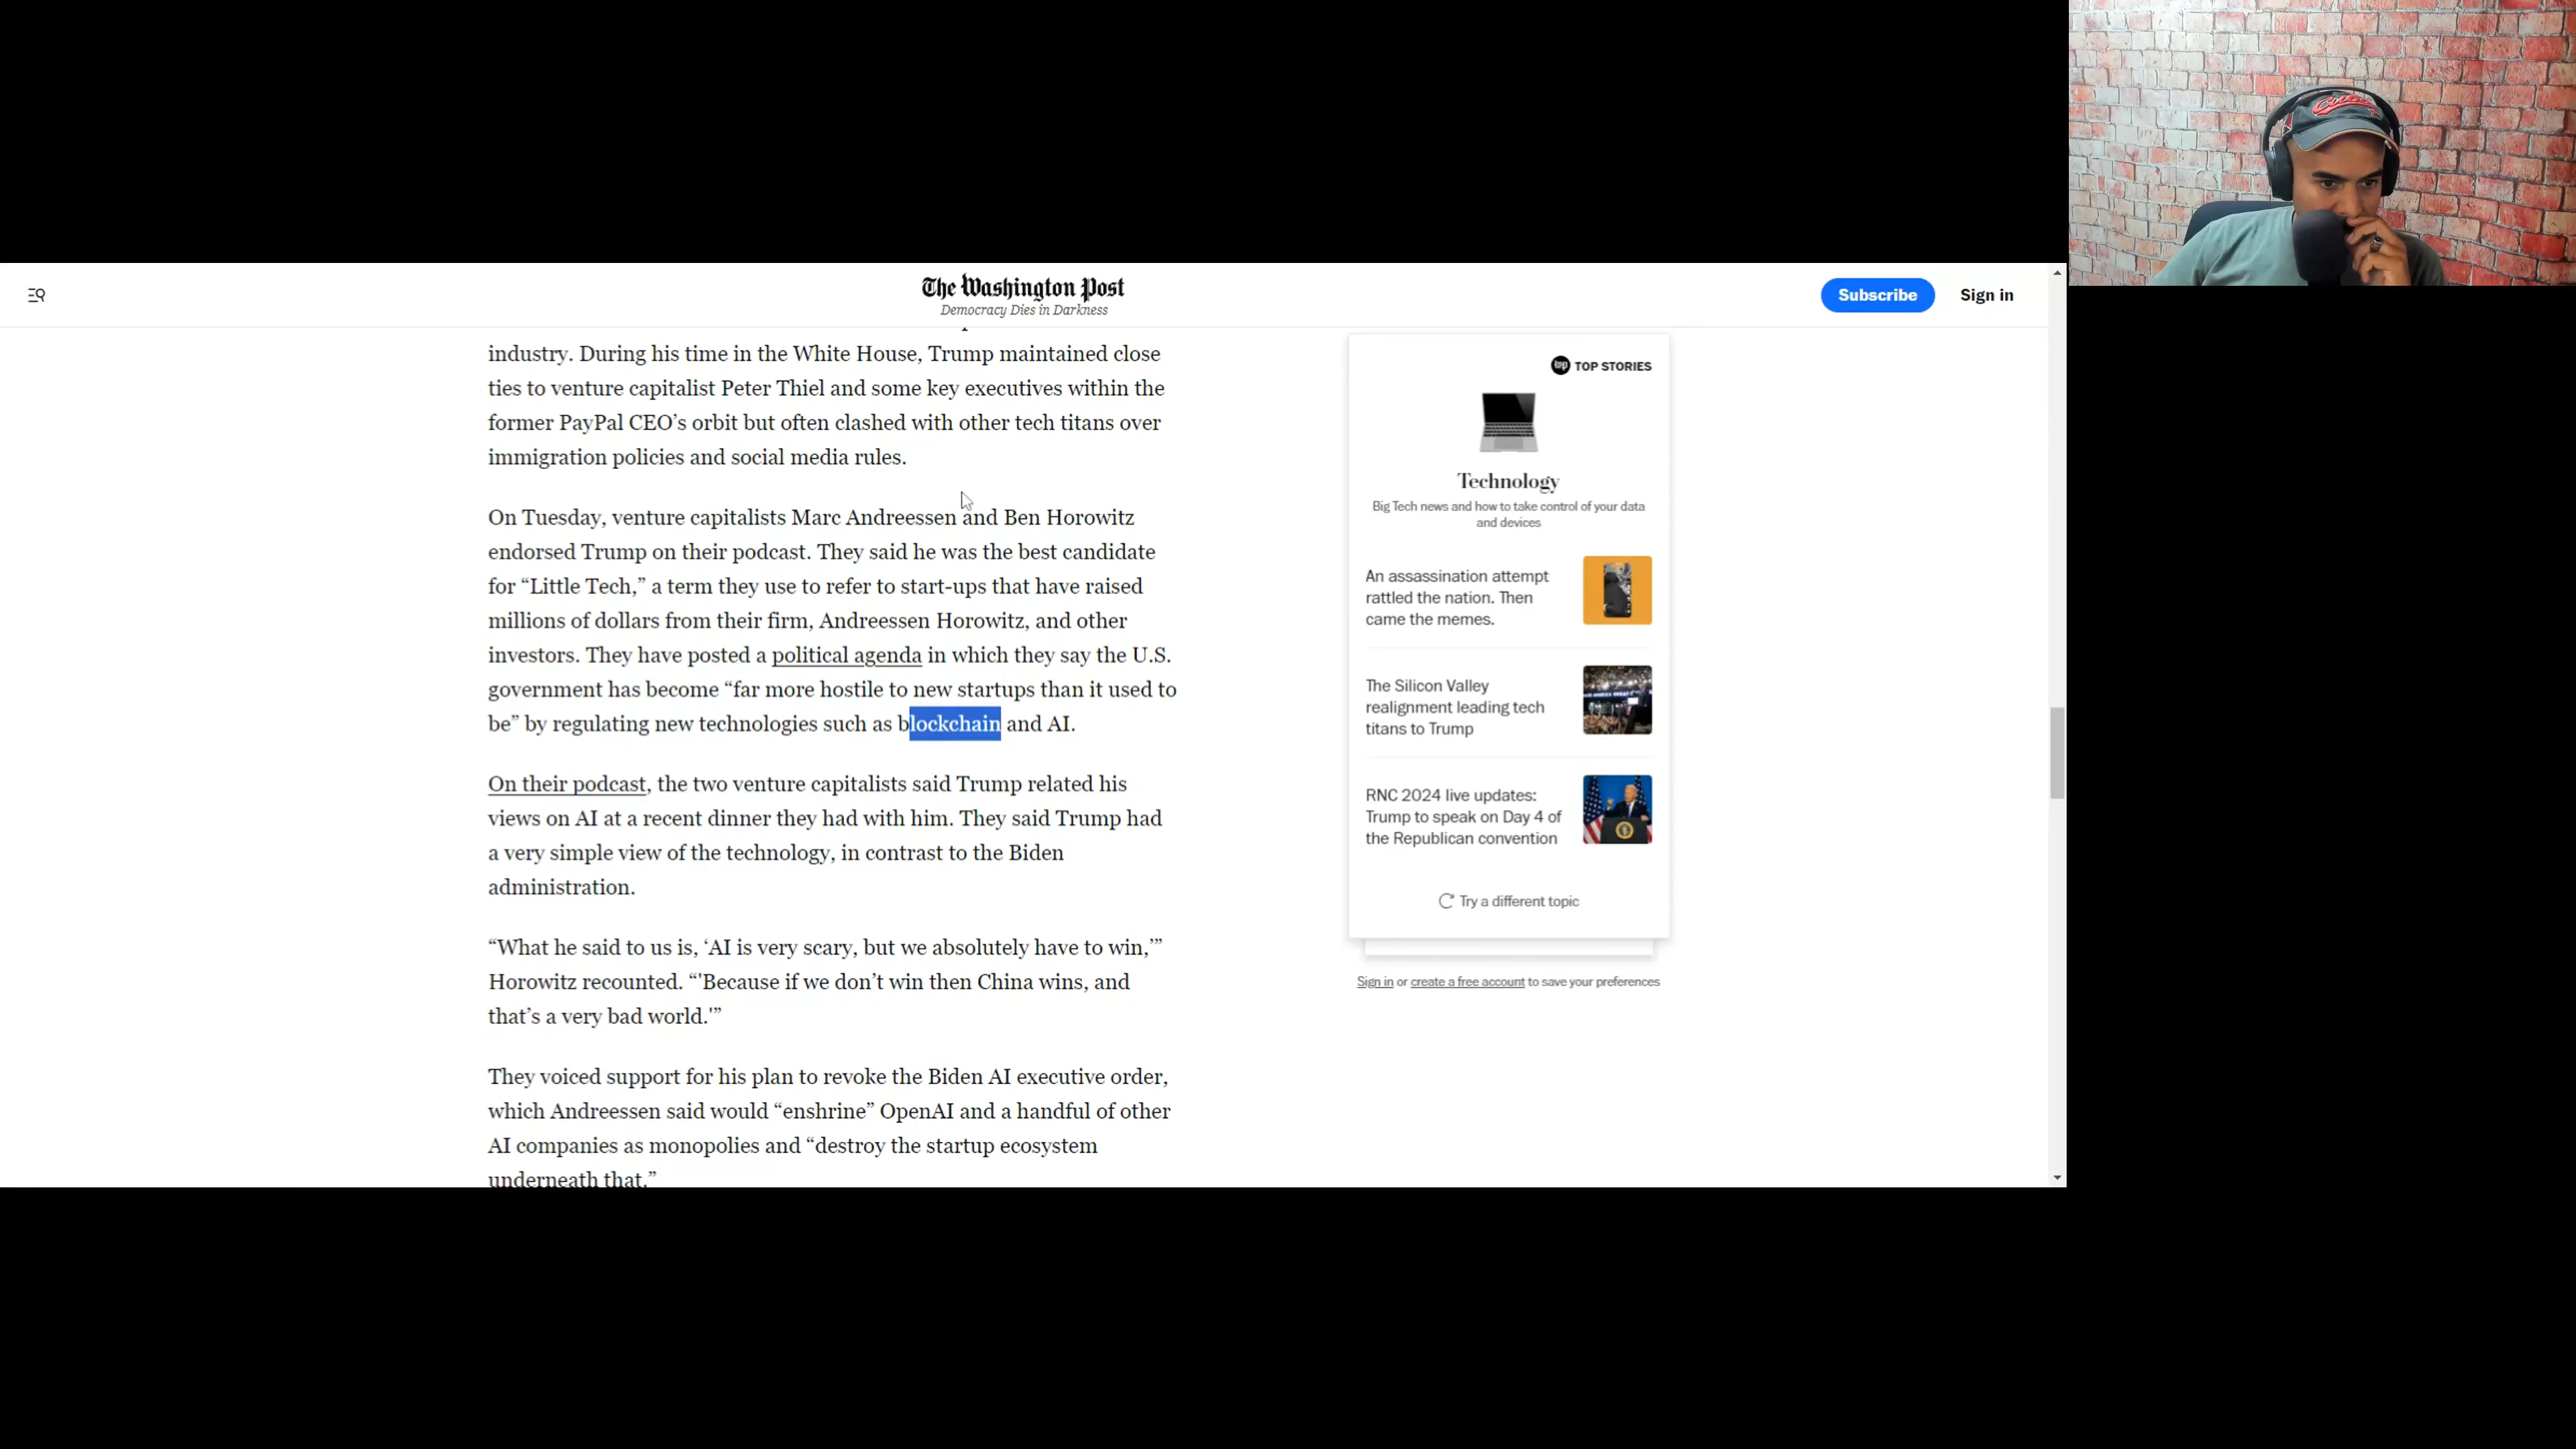 The Washington Post
Democracy Dies in Darkness
Subscribe
Sign in
industry. During his time in the White House, Trump maintained close
ties to venture capitalist Peter Thiel and some key executives within the
former PayPal CEO’s orbit but often clashed with other tech titans over
immigration policies and social media rules.
On Tuesday, venture capitalists Marc Andreessen and Ben Horowitz
endorsed Trump on their podcast. They said he was the best candidate
for “Little Tech,” a term they use to refer to start-ups that have raised
millions of dollars from their firm, Andreessen Horowitz, and other
investors. They have posted a political agenda in which they say the U.S.
government has become “far more hostile to new startups than it used to
be” by regulating new technologies such as blockchain and AI.
On their podcast, the two venture capitalists said Trump related his
views on AI at a recent dinner they had with him. They said Trump had
a very simple view of the technology, in contrast to the Biden
administration.
“What he said to us is, ‘AI is very scary, but we absolutely have to win,’”
Horowitz recounted. “'Because if we don’t win then China wins, and
that’s a very bad world.'”
They voiced support for his plan to revoke the Biden AI executive order,
which Andreessen said would “enshrine” OpenAI and a handful of other
AI companies as monopolies and “destroy the startup ecosystem
underneath that.”
wp TOP STORIES
Technology
Big Tech news and how to take control of your data
and devices
An assassination attempt
rattled the nation. Then
came the memes.
The Silicon Valley
realignment leading tech
titans to Trump
RNC 2024 live updates:
Trump to speak on Day 4 of
the Republican convention
Try a different topic
Sign in or create a free account to save your preferences